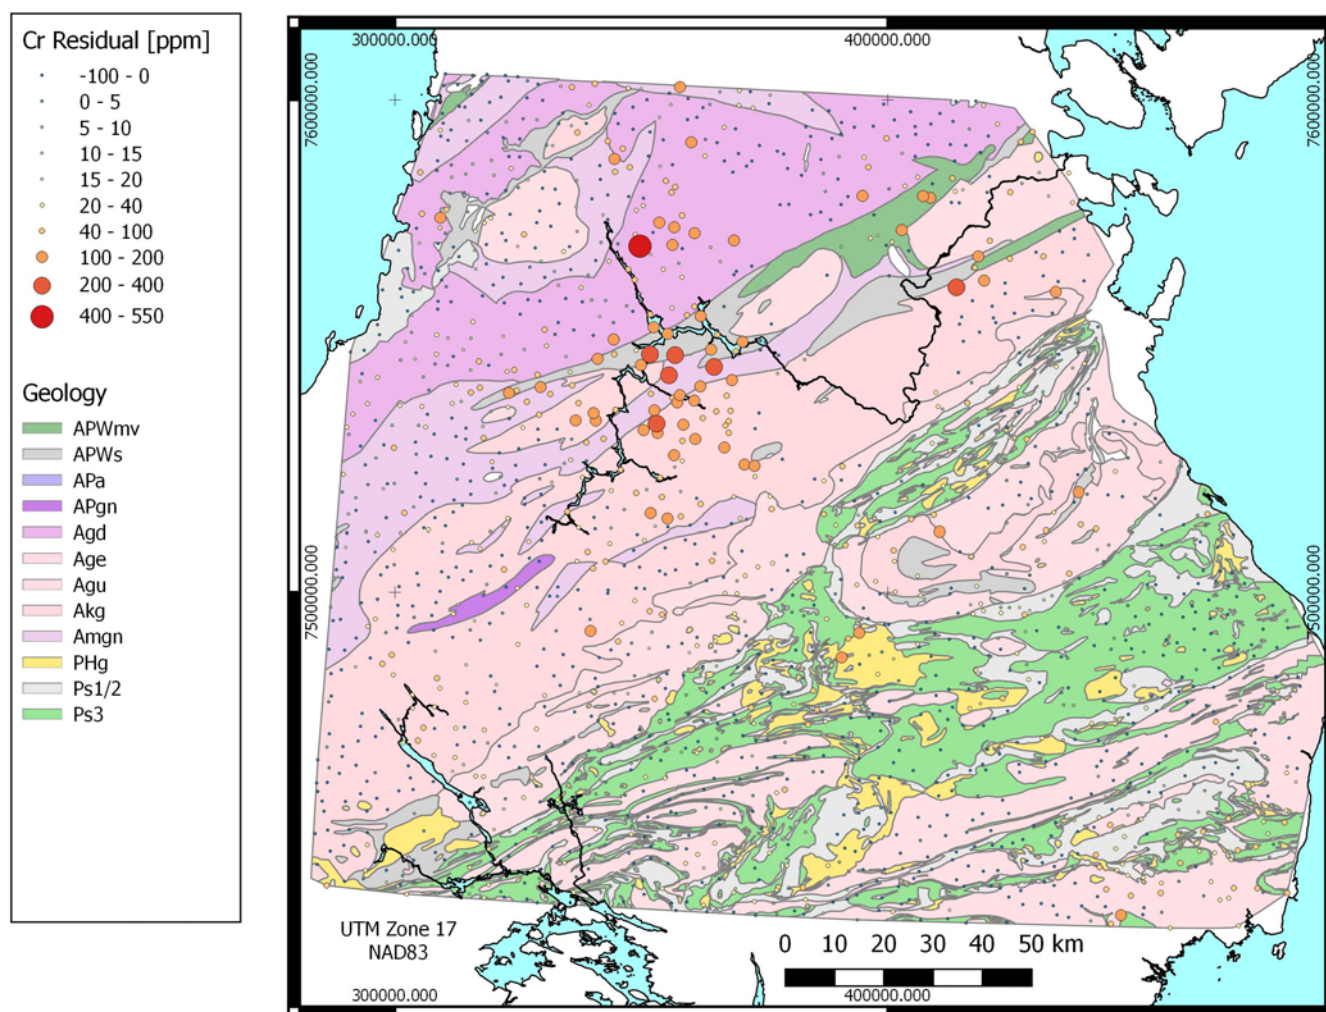 Cr Residual [ppm]
-100 - 0
0 - 5
5 - 10
10 - 15
15 - 20
20 - 40
40 - 100
100 - 200
200 - 400
400 - 550
Geology
APWmv
APWs
APa
APgn
Agd
Age
Agu
Akg
Amgn
PHg
Ps1/2
Ps3
300000.000
400000.000
7600000.000
7600000.000
7500000.000
7500000.000
UTM Zone 17
NAD83
0 10 20 30 40 50 km
300000.000
400000.000